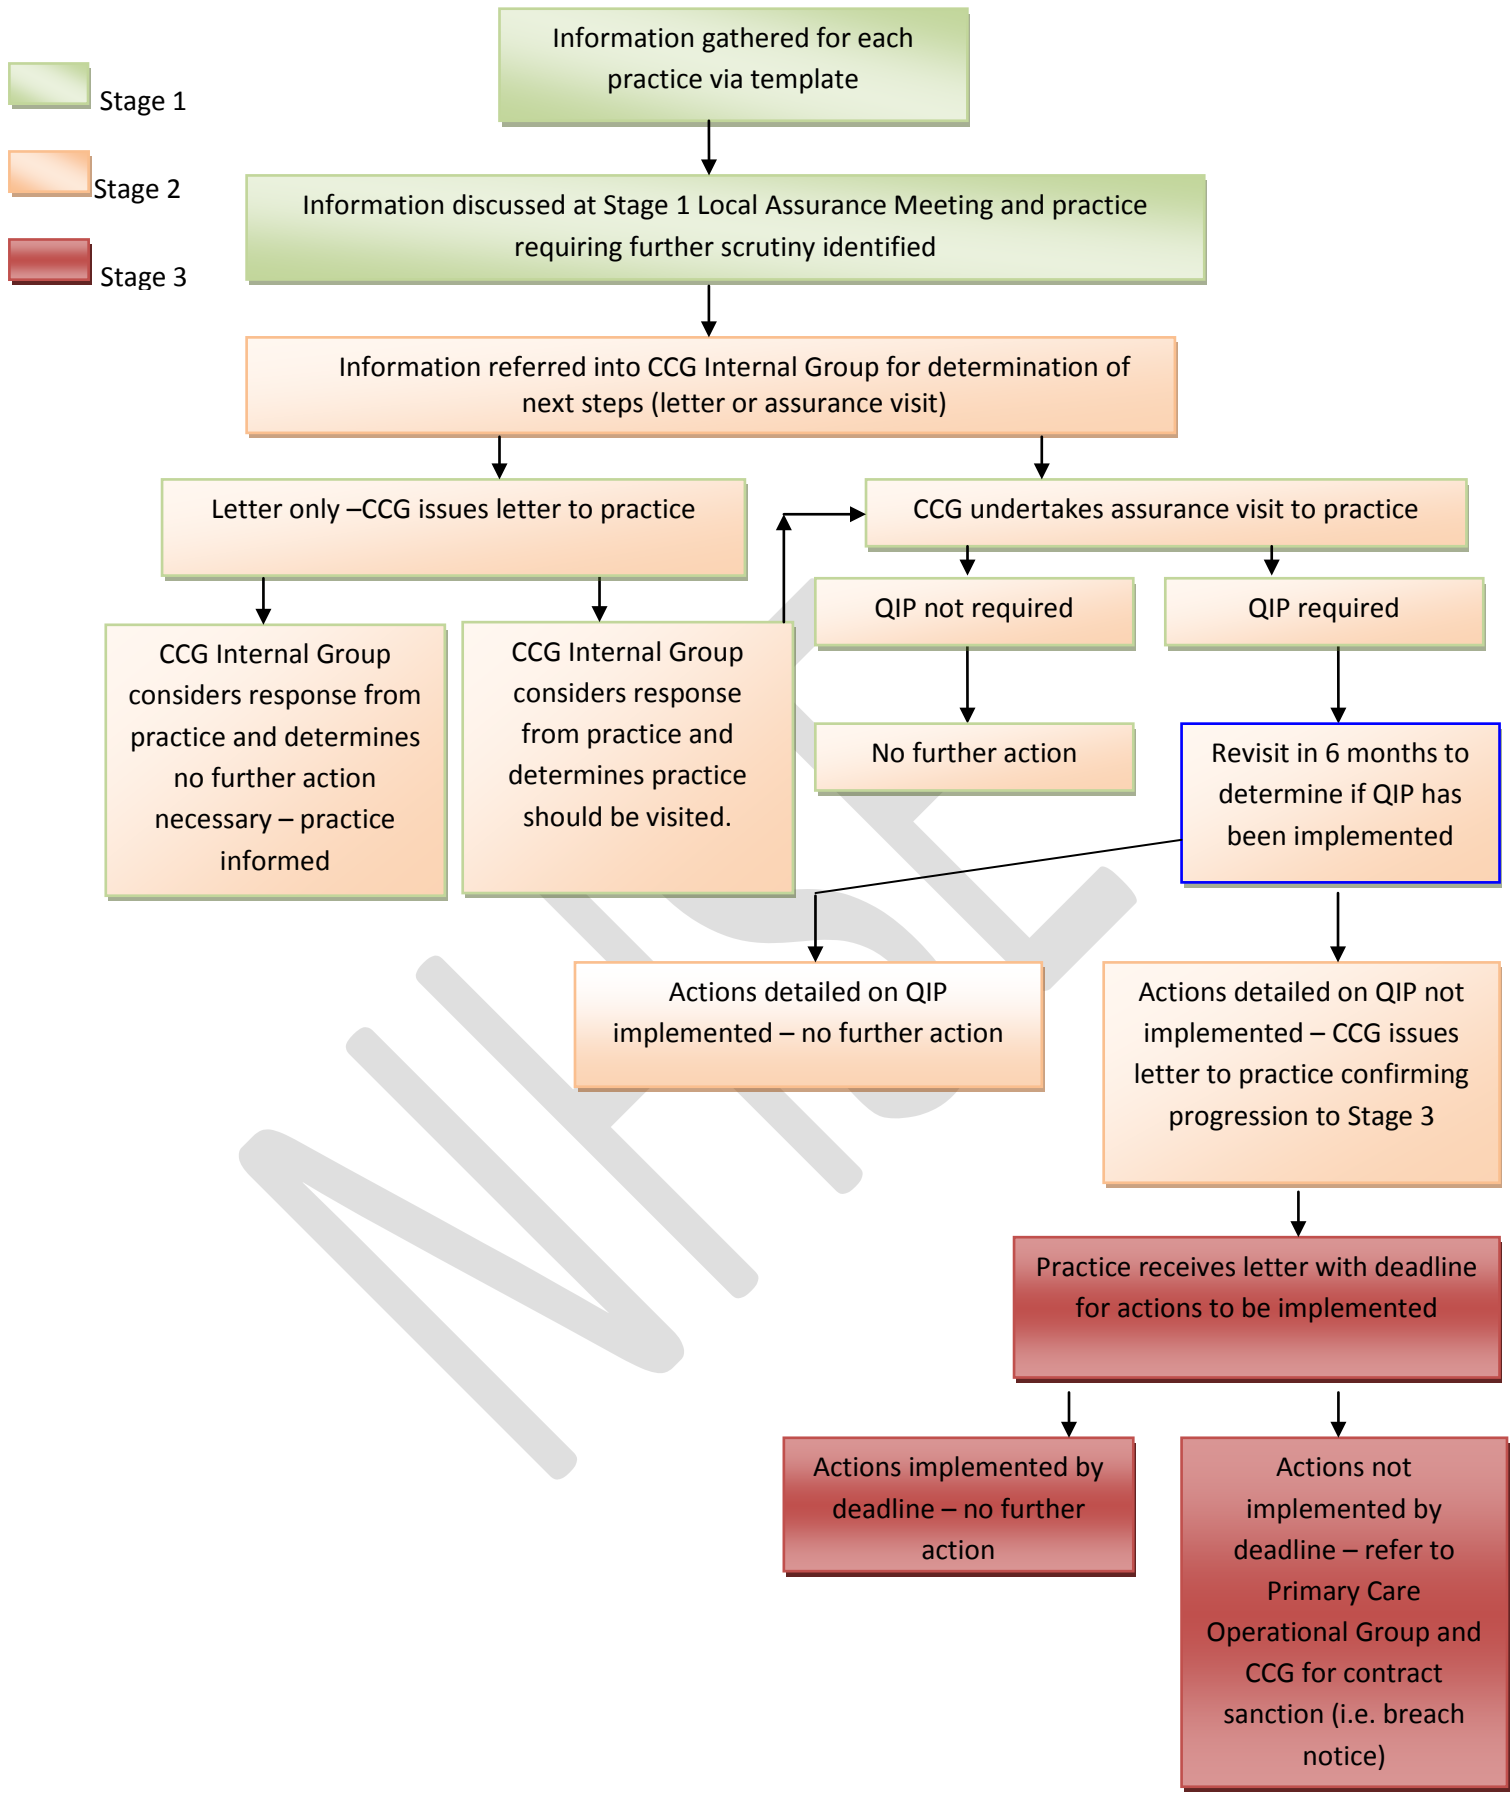 Information gathered for each
practice via template
Stage 1
Stage 2
Stage 3
Information discussed at Stage 1 Local Assurance Meeting and practice
requiring further scrutiny identified
Information referred into CCG Internal Group for determination of
next steps (letter or assurance visit)
Letter only –CCG issues letter to practice
CCG undertakes assurance visit to practice
CCG Internal Group
considers response from
practice and determines
no further action
necessary – practice
informed
CCG Internal Group
considers response
from practice and
determines practice
should be visited.
QIP not required
QIP required
No further action
Revisit in 6 months to
determine if QIP has
been implemented
Actions detailed on QIP
implemented – no further action
Actions detailed on QIP not
implemented – CCG issues
letter to practice confirming
progression to Stage 3
Practice receives letter with deadline
for actions to be implemented
Actions implemented by
deadline – no further
action
Actions not
implemented by
deadline – refer to
Primary Care
Operational Group and
CCG for contract
sanction (i.e. breach
notice)